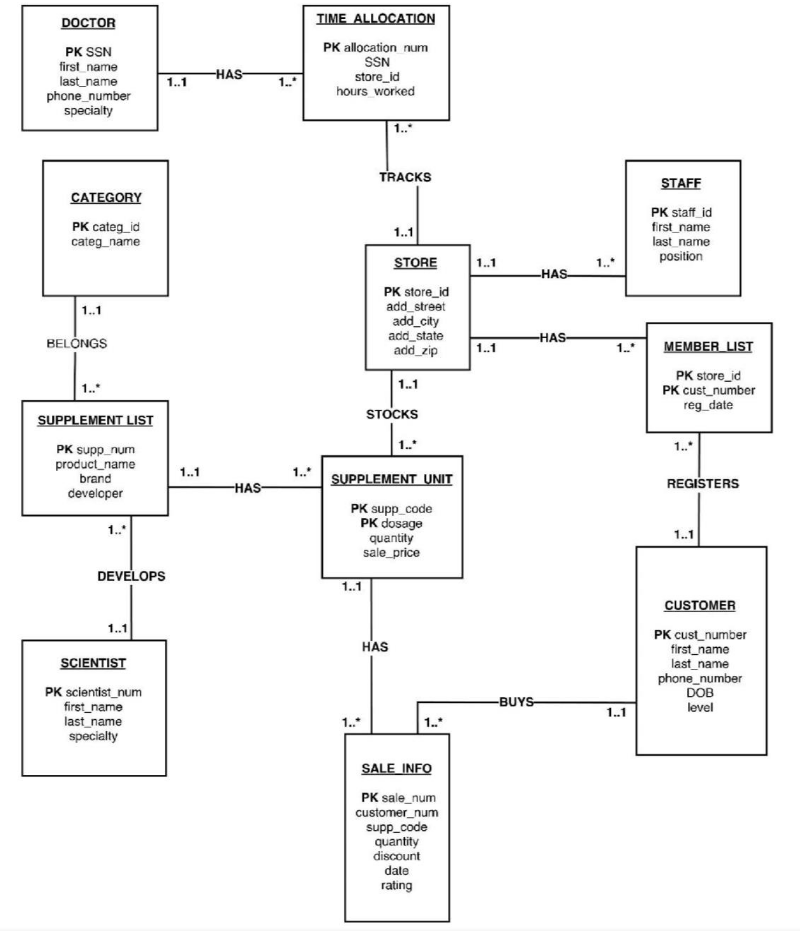 DOCTOR
PK SSN
first_name
last_name
phone_number
specialty
1..1
HAS
1..*
TIME_ALLOCATION
PK allocation_num
SSN
store_id
hours_worked
1..*
TRACKS
1..1
CATEGORY
PK categ_id
categ_name
1..1
BELONGS
1..*
STORE
PK store_id
add_street
add_city
add_state
add_zip
1..1
HAS
1..*
STAFF
PK staff_id
first_name
last_name
position
1..1
HAS
1..*
MEMBER_LIST
PK store_id
PK cust_number
reg_date
1..*
REGISTERS
1..1
1..1
STOCKS
1..*
SUPPLEMENT LIST
PK supp_num
product_name
brand
developer
1..1
HAS
1..*
SUPPLEMENT_UNIT
PK supp_code
PK dosage
quantity
sale_price
1..*
DEVELOPS
1..1
SCIENTIST
PK scientist_num
first_name
last_name
specialty
1..1
HAS
1..*
CUSTOMER
PK cust_number
first_name
last_name
phone_number
DOB
level
1..*
BUYS
1..1
SALE_INFO
PK sale_num
customer_num
supp_code
quantity
discount
date
rating